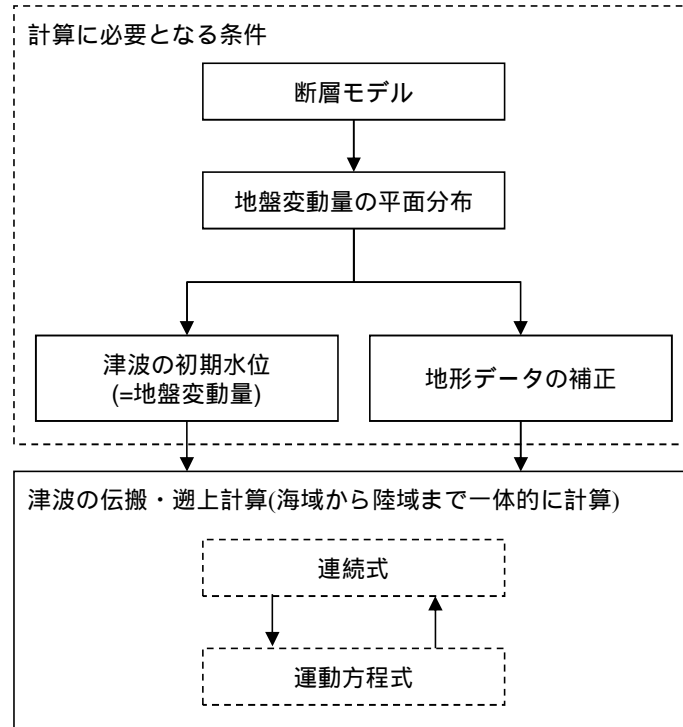 計算に必要となる条件
断層モデル
地盤変動量の平面分布
津波の初期水位
(=地盤変動量)
地形データの補正
津波の伝搬・遡上計算(海域から陸域まで一体的に計算)
連続式
運動方程式